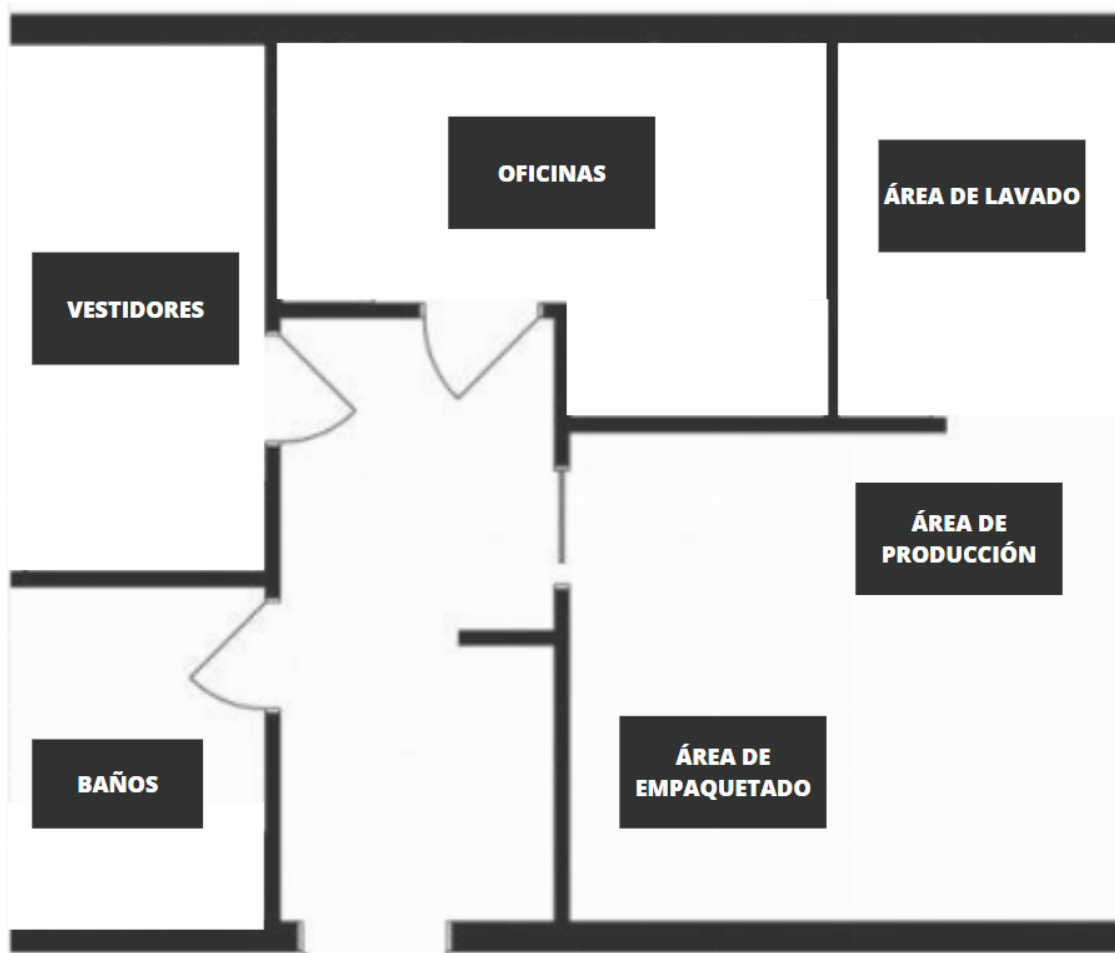 OFICINAS
ÁREA DE LAVADO
VESTIDORES
ÁREA DE
PRODUCCIÓN
ÁREA DE
EMPAQUETADO
BAÑOS